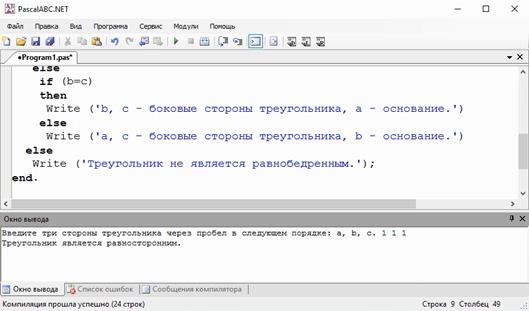 PascalABC.NET
Файл Правка Вид Программа Сервис Модули Помощь
•Program1.pas*
else
if (b=c)
then
Write ('b, c - боковые стороны треугольника, a - основание.')
else
Write ('a, c - боковые стороны треугольника, b - основание.')
else
Write ('Треугольник не является равнобедренным.');
end.
Окно вывода
Введите три стороны треугольника через пробел в следующем порядке: a, b, c. 1 1 1
Треугольник является равносторонним.
Окно вывода Список ошибок Сообщения компилятора
Компиляция прошла успешно (24 строк) Строка 9 Столбец 49